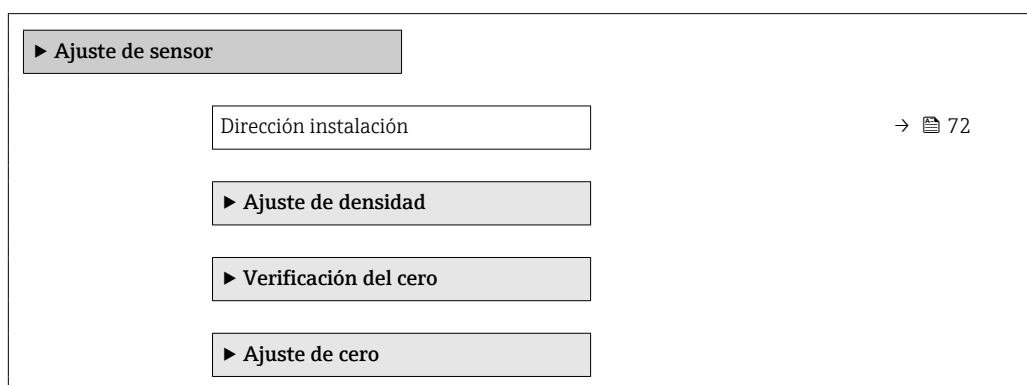 ▶ Ajuste de sensor
Dirección instalación → 🖺 72
▶ Ajuste de densidad
▶ Verificación del cero
▶ Ajuste de cero